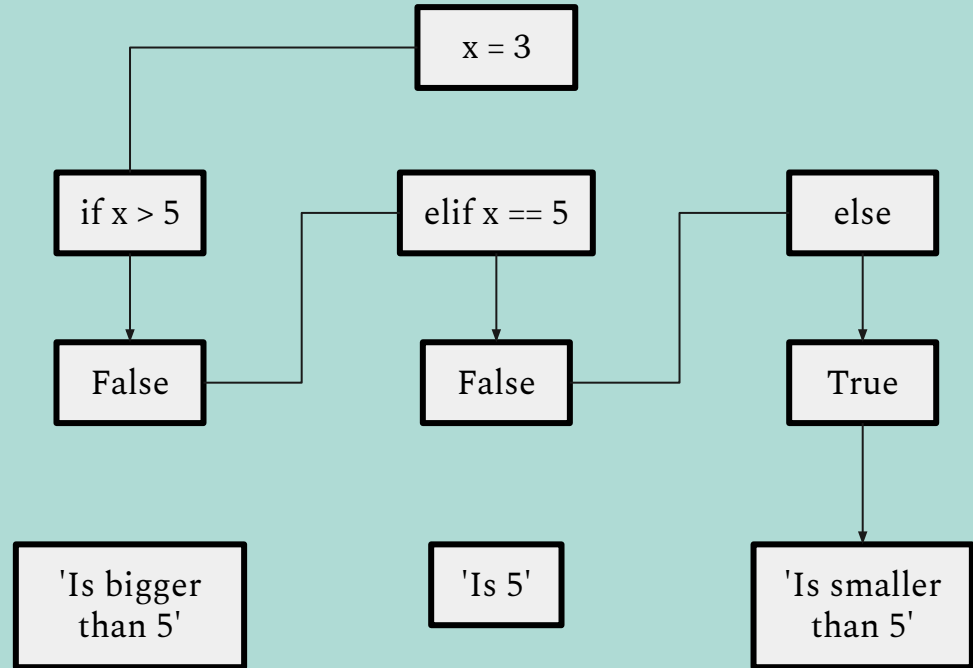 x = 3
if x > 5
elif x == 5
else
False
False
True
'Is bigger
than 5'
'Is 5'
'Is smaller
than 5'